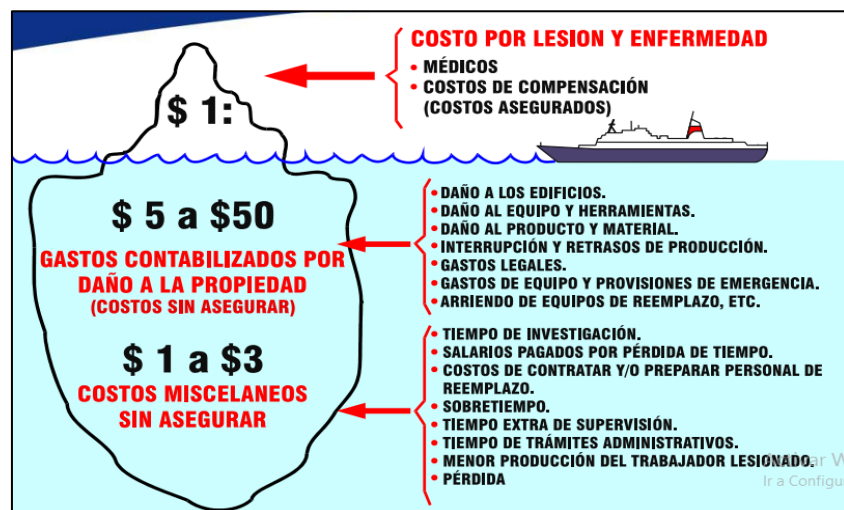 COSTO POR LESION Y ENFERMEDAD
• MÉDICOS
• COSTOS DE COMPENSACIÓN
(COSTOS ASEGURADOS)
$ 1:
$ 5 a $50
GASTOS CONTABILIZADOS POR
DAÑO A LA PROPIEDAD
(COSTOS SIN ASEGURAR)
• DAÑO A LOS EDIFICIOS.
• DAÑO AL EQUIPO Y HERRAMIENTAS.
• DAÑO AL PRODUCTO Y MATERIAL.
• INTERRUPCIÓN Y RETRASOS DE PRODUCCIÓN.
• GASTOS LEGALES.
• GASTOS DE EQUIPO Y PROVISIONES DE EMERGENCIA.
• ARRIENDO DE EQUIPOS DE REEMPLAZO, ETC.
$ 1 a $3
COSTOS MISCELANEOS
SIN ASEGURAR
• TIEMPO DE INVESTIGACIÓN.
• SALARIOS PAGADOS POR PÉRDIDA DE TIEMPO.
• COSTOS DE CONTRATAR Y/O PREPARAR PERSONAL DE
REEMPLAZO.
• SOBRETIEMPO.
• TIEMPO EXTRA DE SUPERVISIÓN.
• TIEMPO DE TRÁMITES ADMINISTRATIVOS.
• MENOR PRODUCCIÓN DEL TRABAJADOR LESIONADO.
• PÉRDIDA
Ir a Configu